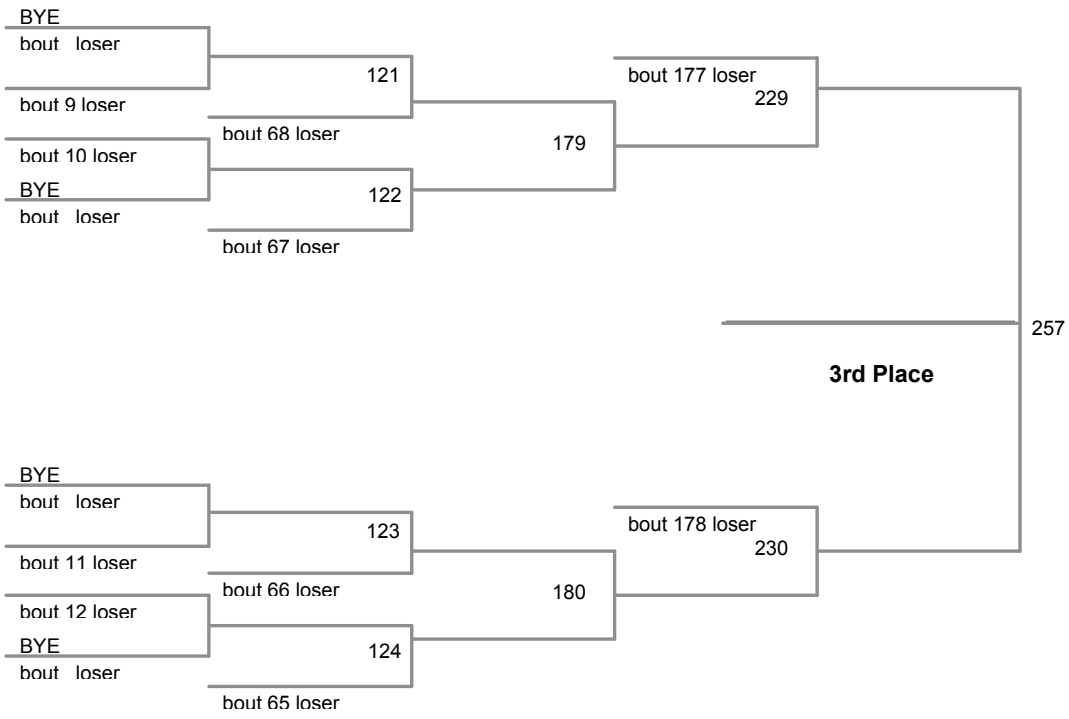 BYE
bout loser
bout 9 loser
121
bout 68 loser
bout 10 loser
BYE
bout loser
122
bout 67 loser
179
bout 177 loser
229
257
3rd Place
BYE
bout loser
bout 11 loser
123
bout 66 loser
bout 12 loser
BYE
bout loser
124
bout 65 loser
180
bout 178 loser
230